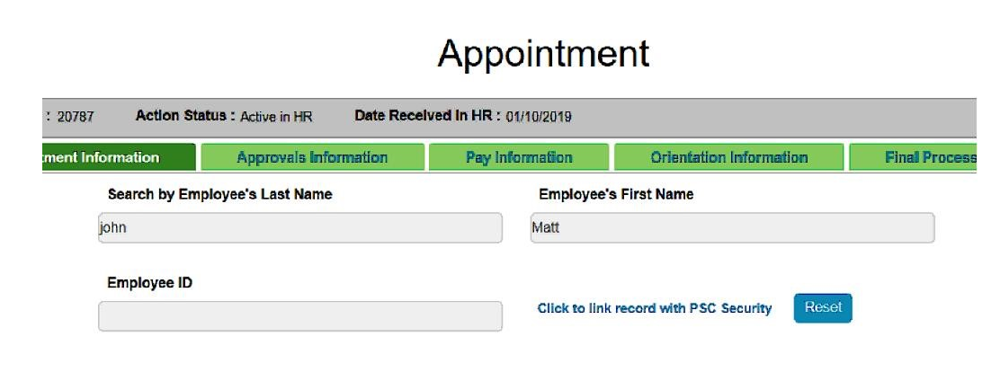 Appointment
: 20787 Action Status : Active in HR Date Received In HR : 01/10/2019
tment Information Approvals Information Pay Information Orientation Information Final Process
Search by Employee's Last Name Employee's First Name
john Matt
Employee ID
Click to link record with PSC Security Reset